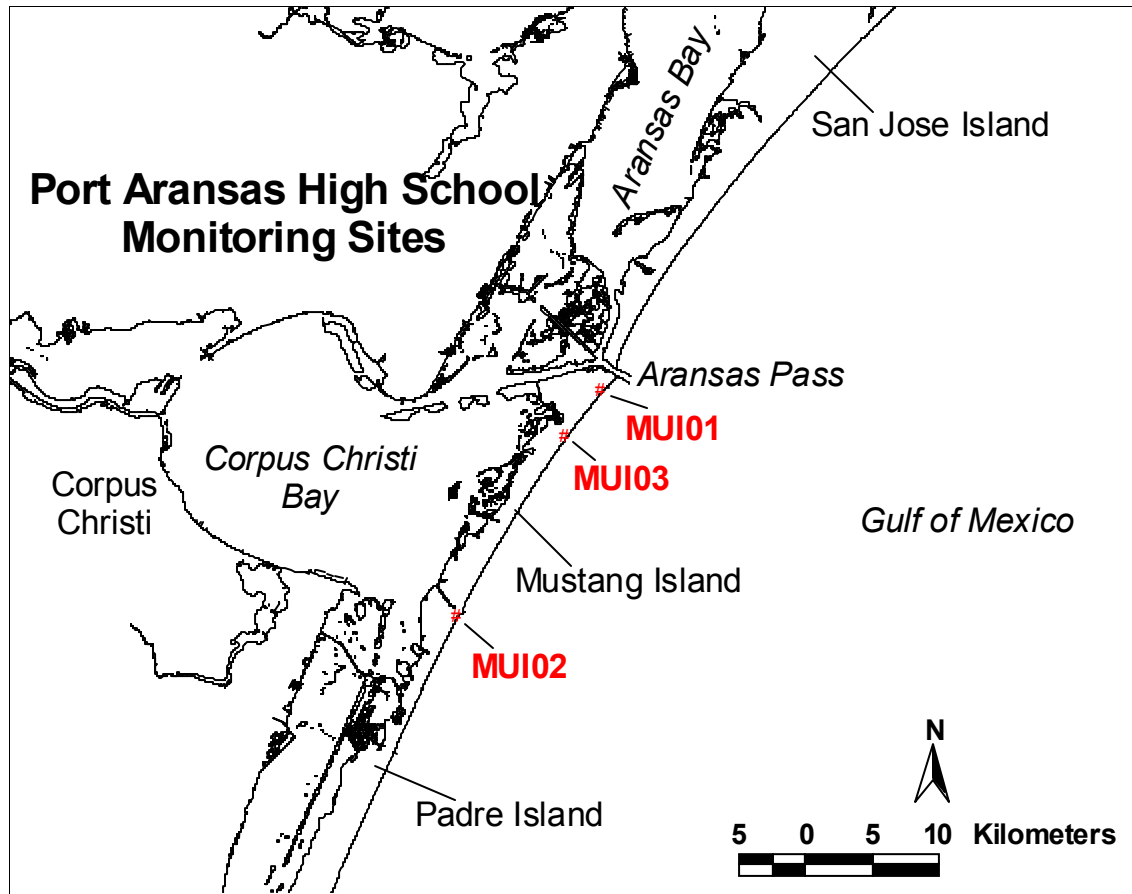 San Jose Island
Aransas Bay
Port Aransas High School
Monitoring Sites
Aransas Pass
MUI01
MUI03
Corpus Christi
Bay
Corpus
Christi
Gulf of Mexico
Mustang Island
MUI02
Padre Island
N
5 0 5 10 Kilometers